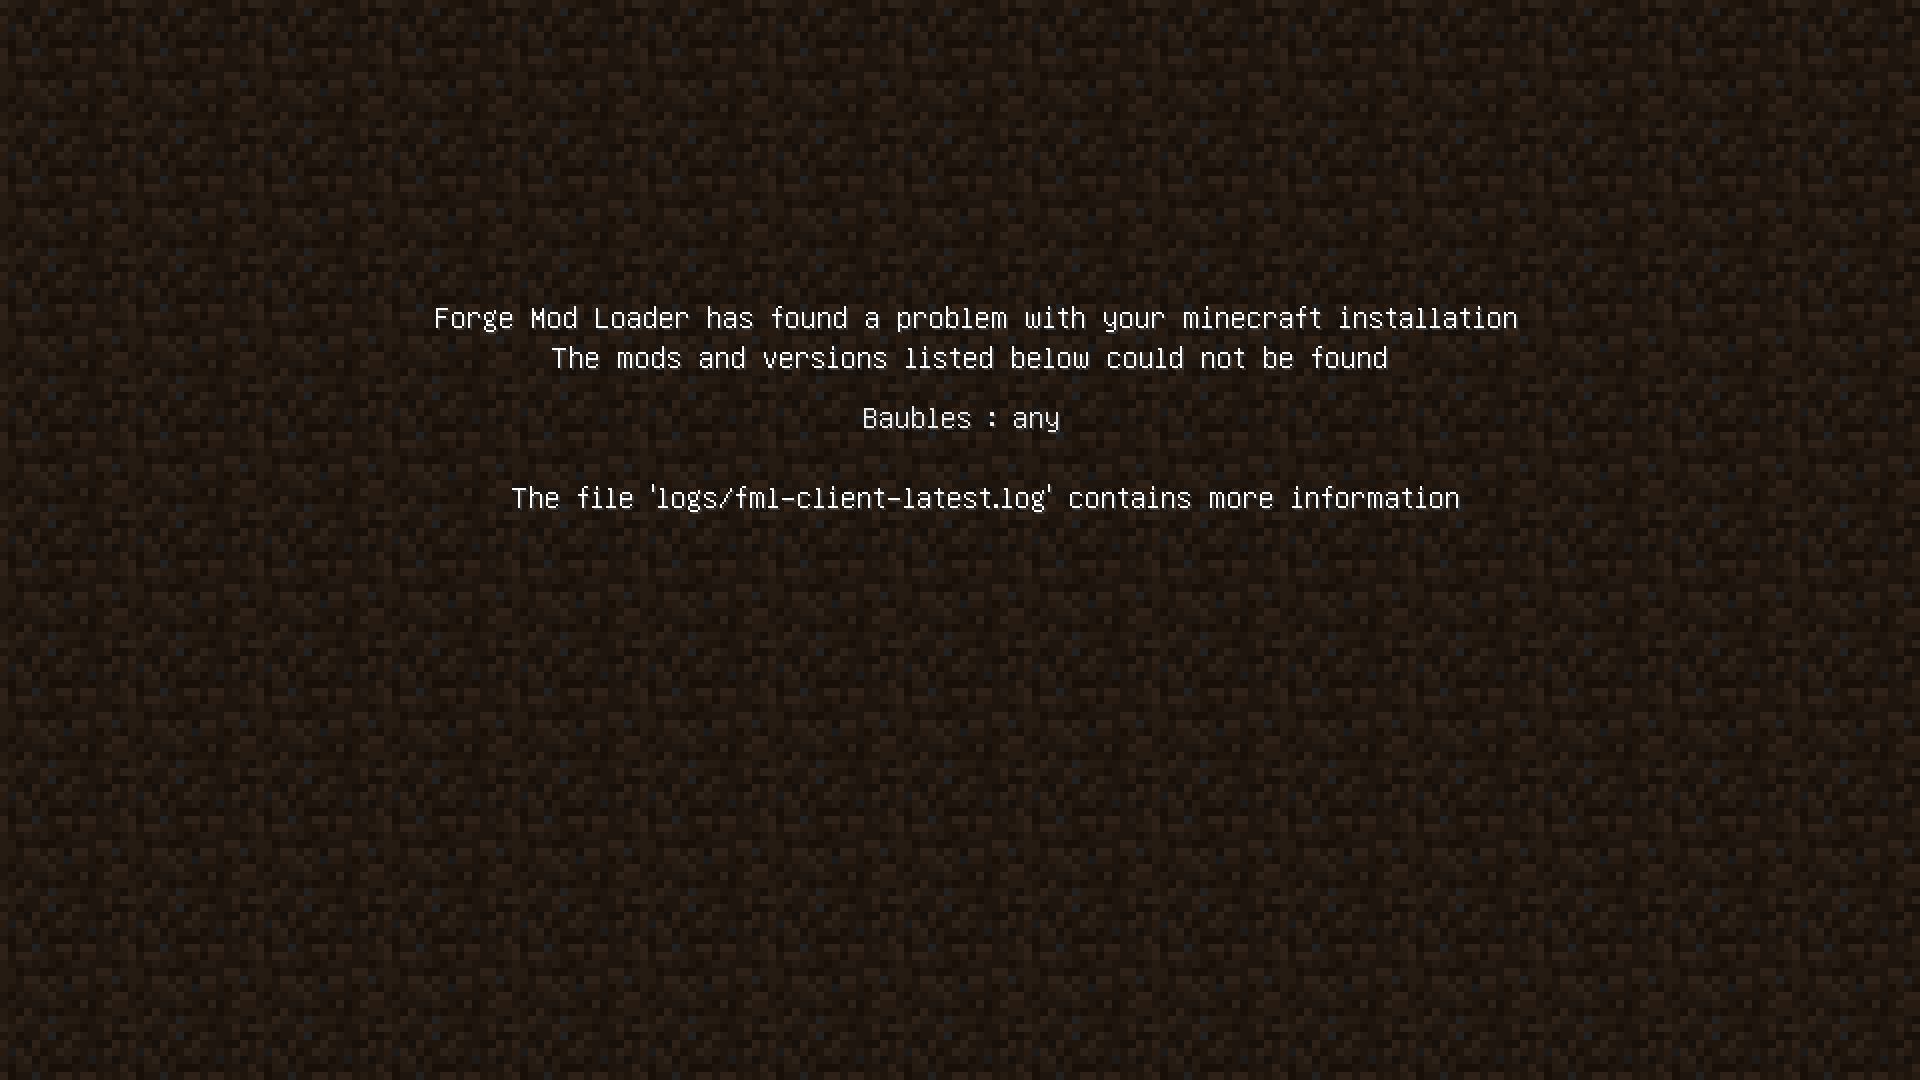 Forge Mod Loader has found a problem with your minecraft installation
The mods and versions listed below could not be found
Baubles : any
The file 'logs/fml-client-latest.log' contains more information